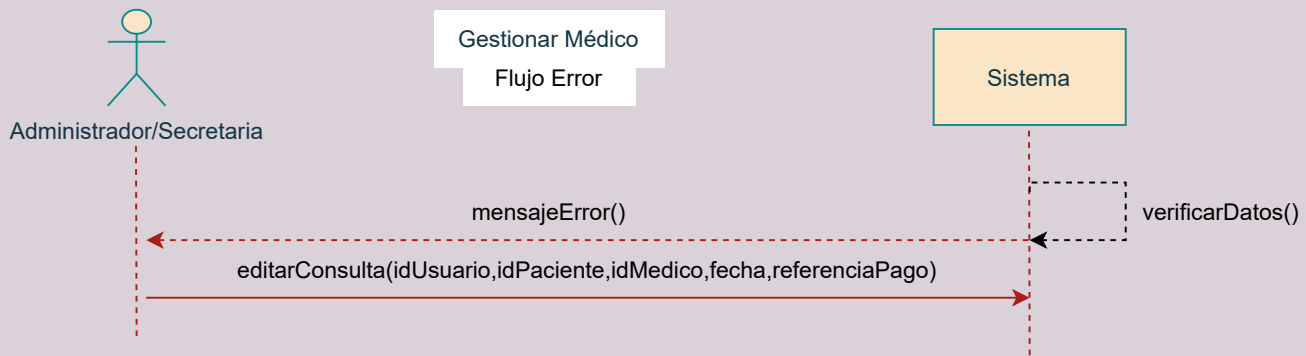 Gestionar Médico
Flujo Error
Sistema
Administrador/Secretaria
mensajeError()
verificarDatos()
editarConsulta(idUsuario,idPaciente,idMedico,fecha,referenciaPago)